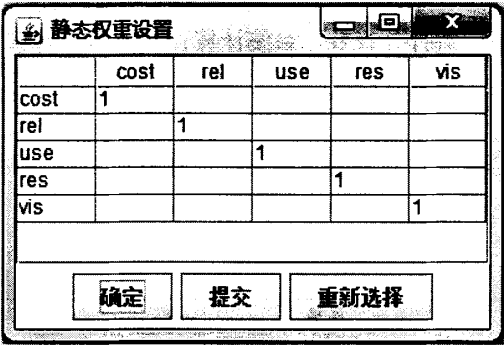 静态权重设置
cost rel use res vis
cost 1
rel 1
use 1
res 1
vis 1
确定 提交 重新选择